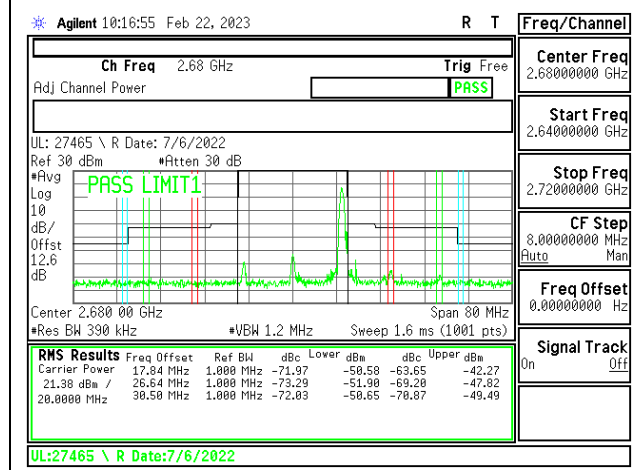 Agilent 10:16:55 Feb 22, 2023 R T
Ch Freq 2.68 GHz Trig Free
Adj Channel Power PASS
UL: 27465 \ R Date: 7/6/2022
Ref 30 dBm #Atten 30 dB
#Avg
Log
10
dB/
Offst
12.6
dB
PASS LIMIT1
Center 2.680 00 GHz Span 80 MHz
#Res BW 390 kHz #VBW 1.2 MHz Sweep 1.6 ms (1001 pts)
RMS Results Freq Offset Ref BW dBc Lower dBm dBc Upper dBm
Carrier Power 17.84 MHz 1.000 MHz -71.97 -50.58 -63.65 -42.27
21.38 dBm / 26.64 MHz 1.000 MHz -73.29 -51.90 -69.20 -47.82
20.0000 MHz 30.50 MHz 1.000 MHz -72.03 -50.65 -70.87 -49.49
UL:27465 \ R Date:7/6/2022
Freq/Channel
Center Freq
2.68000000 GHz
Start Freq
2.64000000 GHz
Stop Freq
2.72000000 GHz
CF Step
8.00000000 MHz
Auto Man
Freq Offset
0.00000000 Hz
Signal Track
On Off